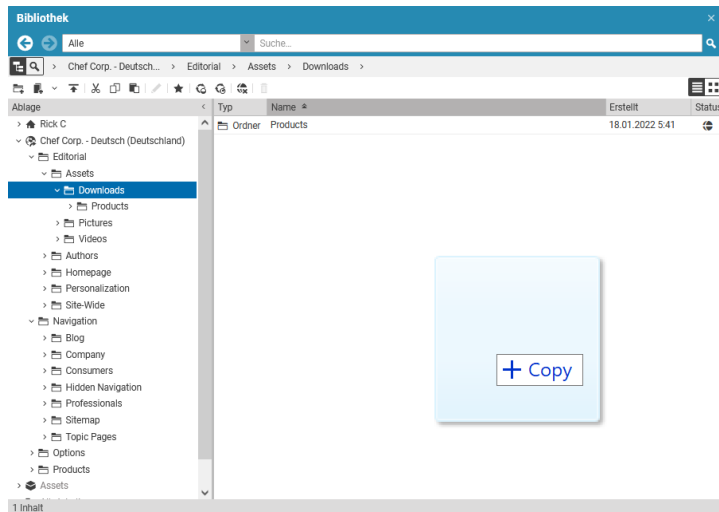 Bibliothek
Alle
Suche...
Chef Corp. - Deutsch... > Editorial > Assets > Downloads >
Ablage
Typ Name Erstellt Status
Rick C
Ordner Products 18.01.2022 5:41
Chef Corp. - Deutsch (Deutschland)
Editorial
Assets
Downloads
Products
Pictures
Videos
Authors
Homepage
Personalization
Site-Wide
Navigation
Blog
Company
Consumers
Hidden Navigation
Professionals
Sitemap
Topic Pages
Options
Products
Assets
+ Copy
1 Inhalt